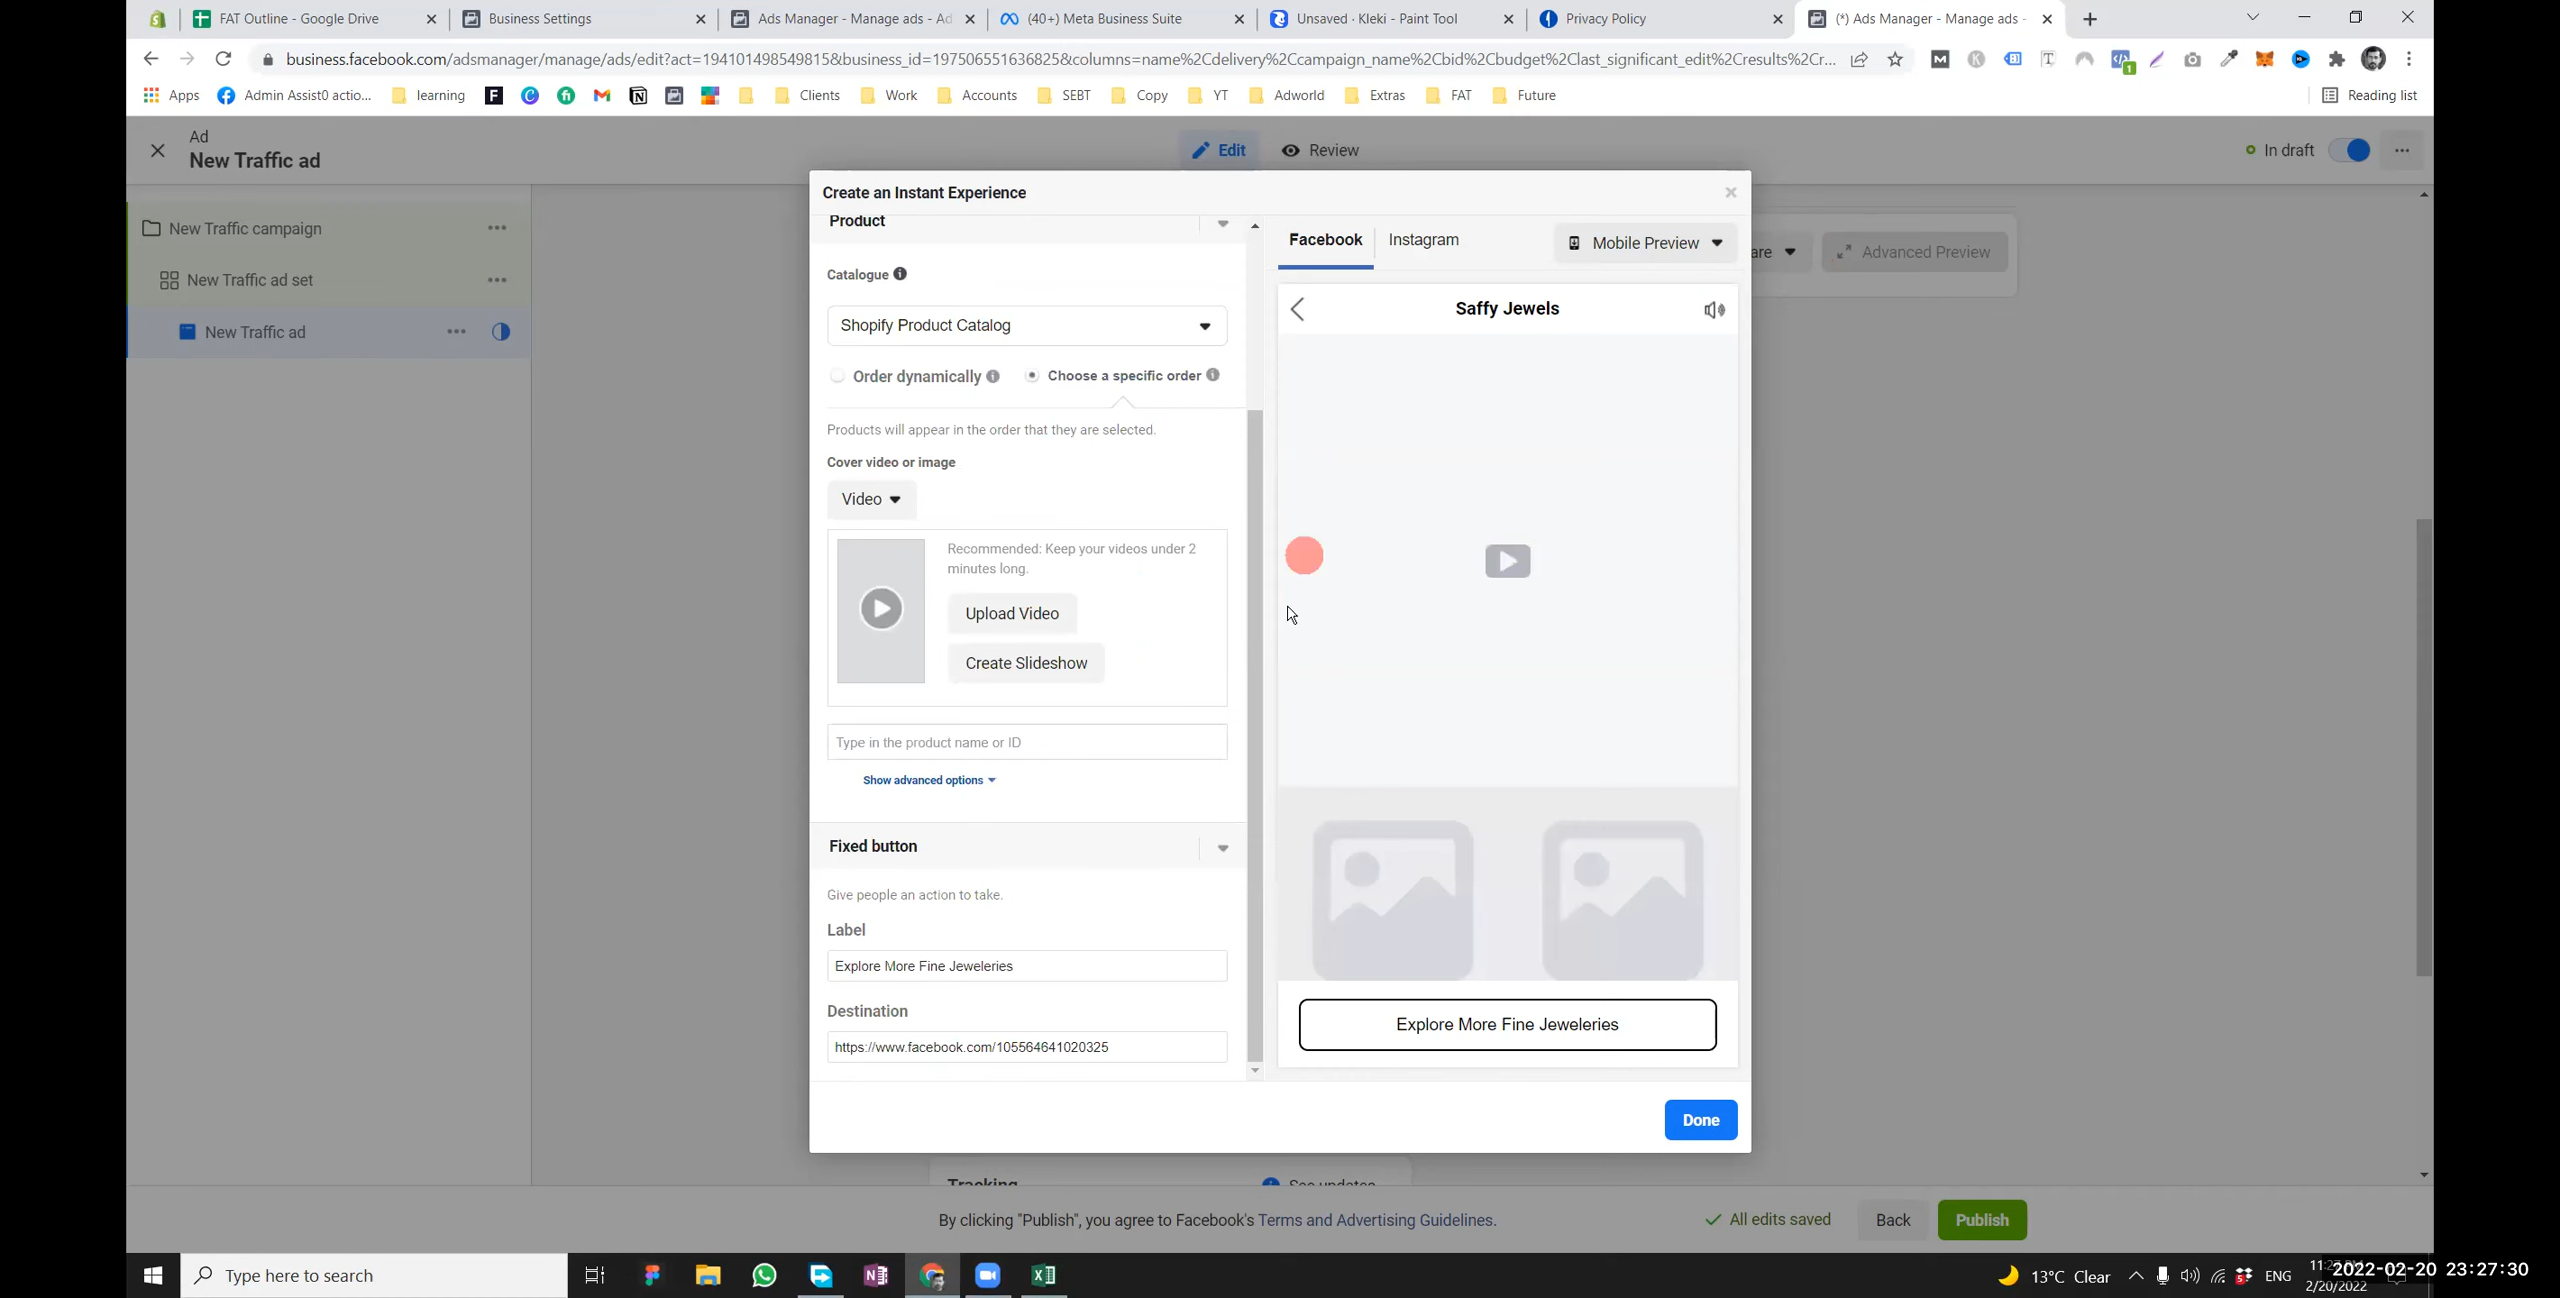 FAT Outline - Google Drive
Business Settings
Ads Manager - Manage ads - Ad
(40+) Meta Business Suite
Unsaved · Kleki - Paint Tool
Privacy Policy
(*) Ads Manager - Manage ads -
business.facebook.com/adsmanager/manage/ads/edit?act=194101498549815&business_id=197506551636825&columns=name%2Cdelivery%2Ccampaign_name%2Cbid%2Cbudget%2Clast_significant_edit%2Cresults%2Cr...
Apps
Admin Assist0 actio...
learning
Clients
Work
Accounts
SEBT
Copy
YT
Adworld
Extras
FAT
Future
Reading list
Ad
New Traffic ad
Edit
Review
In draft
New Traffic campaign
New Traffic ad set
New Traffic ad
are
Advanced Preview
Create an Instant Experience
Product
Catalogue
Shopify Product Catalog
Order dynamically
Choose a specific order
Products will appear in the order that they are selected.
Cover video or image
Video
Recommended: Keep your videos under 2
minutes long.
Upload Video
Create Slideshow
Type in the product name or ID
Show advanced options
Fixed button
Give people an action to take.
Label
Explore More Fine Jeweleries
Destination
https://www.facebook.com/105564641020325
Facebook
Instagram
Mobile Preview
Saffy Jewels
Explore More Fine Jeweleries
Done
Tracking
See updates
By clicking "Publish", you agree to Facebook's Terms and Advertising Guidelines.
All edits saved
Back
Publish
Type here to search
13°C Clear
ENG
2/20/2022
2022-02-20 23:27:30